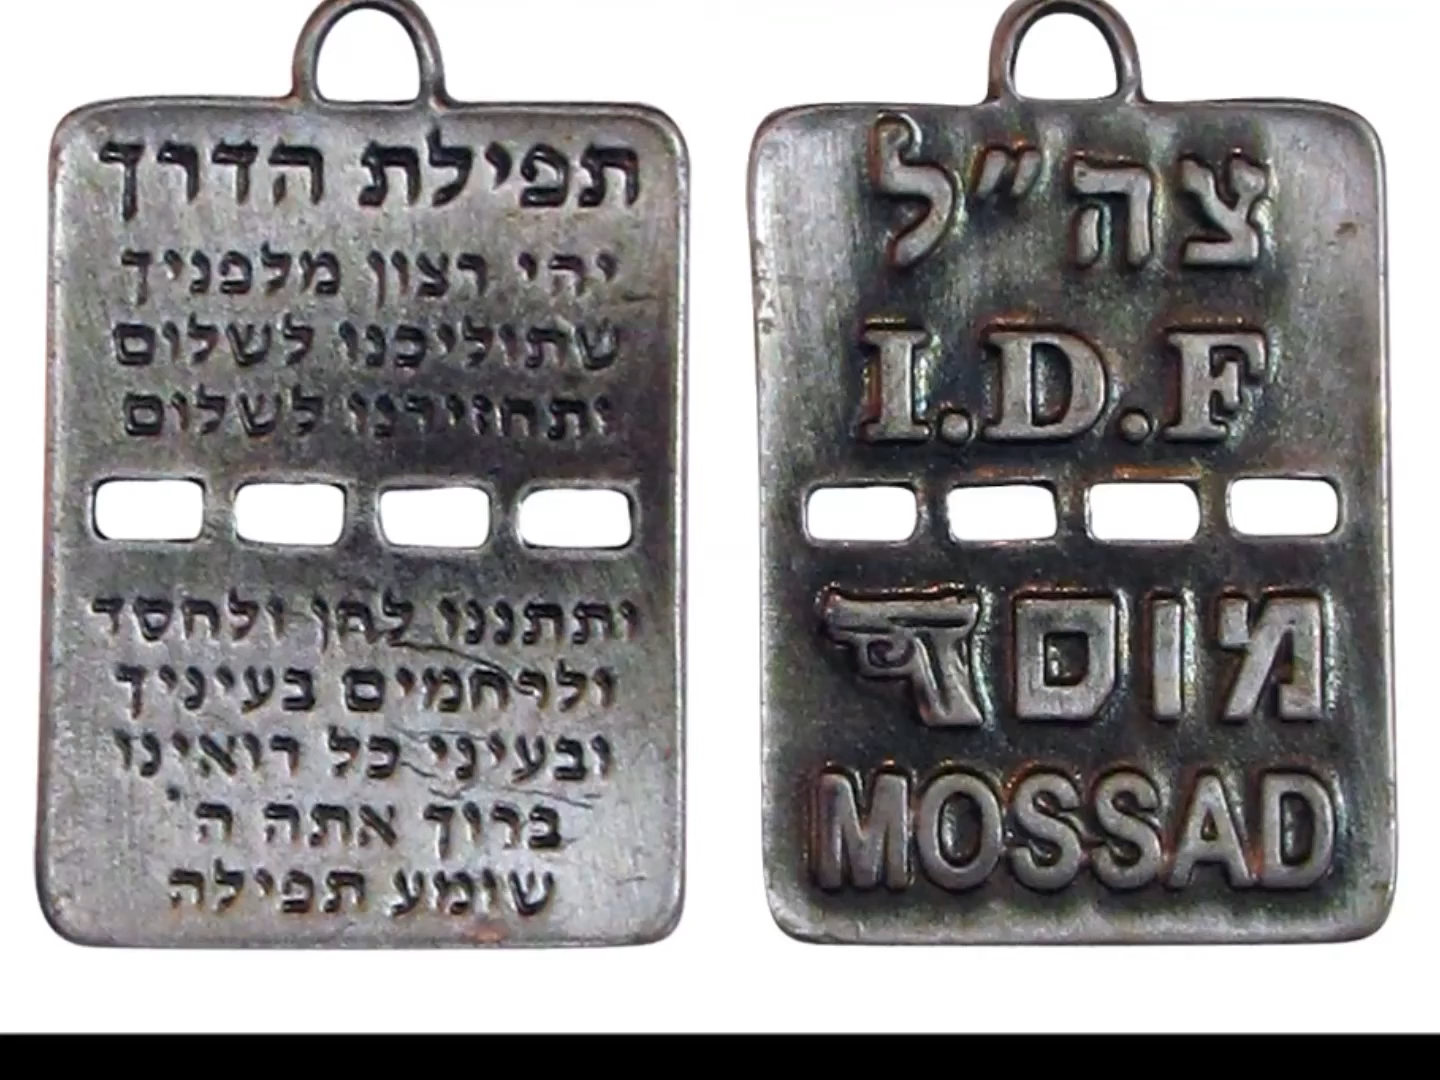 תפילת הדרך
יהי רצון מלפניך
שתוליכנו לשלום
ותחזירנו לשלום
ותתננו לחן ולחסד
ולרחמים בעיניך
ובעיני כל רואינו
ברוך אתה ה'
שומע תפילה
צה"ל
I.D.F
מוסד
MOSSAD